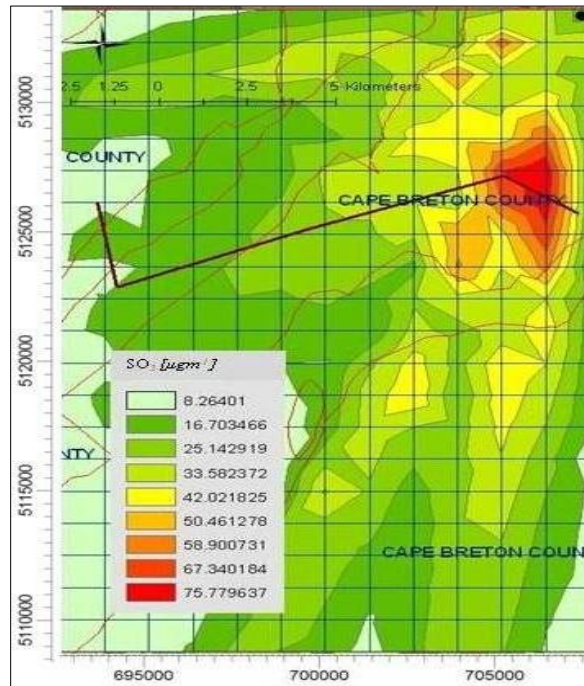 2.5 1.25 0 2.5 5 Kilometers
5130000
COUNTY
CAPE BRETON COUNTY
5125000
5120000
SO₂ [µgm⁻³]
8.26401
16.703466
25.142919
33.582372
42.021825
50.461278
58.900731
67.340184
75.779637
NTY
5115000
CAPE BRETON COUN
5110000
695000 700000 705000